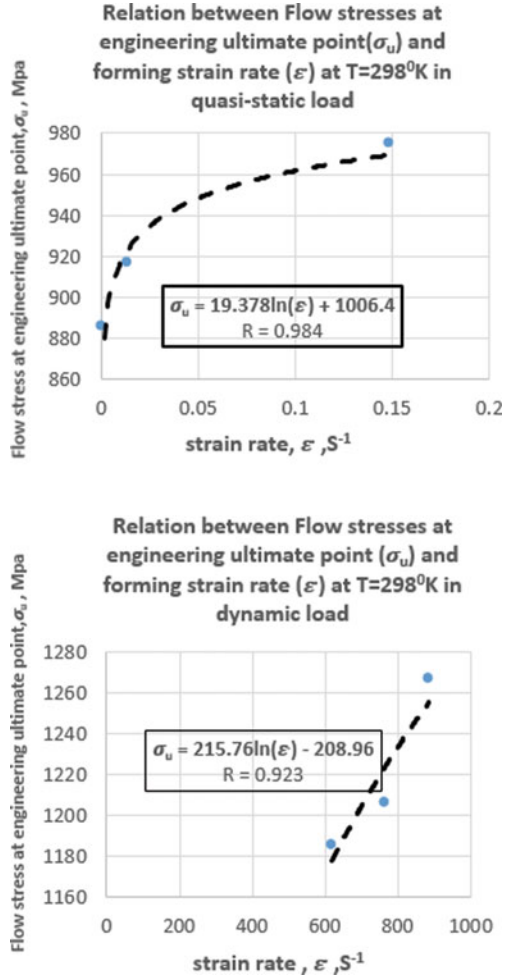 Relation between Flow stresses at
engineering ultimate point(σᵤ) and
forming strain rate (ε) at T=298⁰K in
quasi-static load
Flow stress at engineering ultimate point,σᵤ , Mpa
980
960
940
920
900
880
860
σᵤ = 19.378ln(ε) + 1006.4
R = 0.984
0 0.05 0.1 0.15 0.2
strain rate, ε ,S⁻¹
Relation between Flow stresses at
engineering ultimate point (σᵤ) and
forming strain rate (ε) at T=298⁰K in
dynamic load
Flow stress at engineering ultimate point,σᵤ , Mpa
1280
1260
1240
1220
1200
1180
1160
σᵤ = 215.76ln(ε) - 208.96
R = 0.923
0 200 400 600 800 1000
strain rate , ε ,S⁻¹